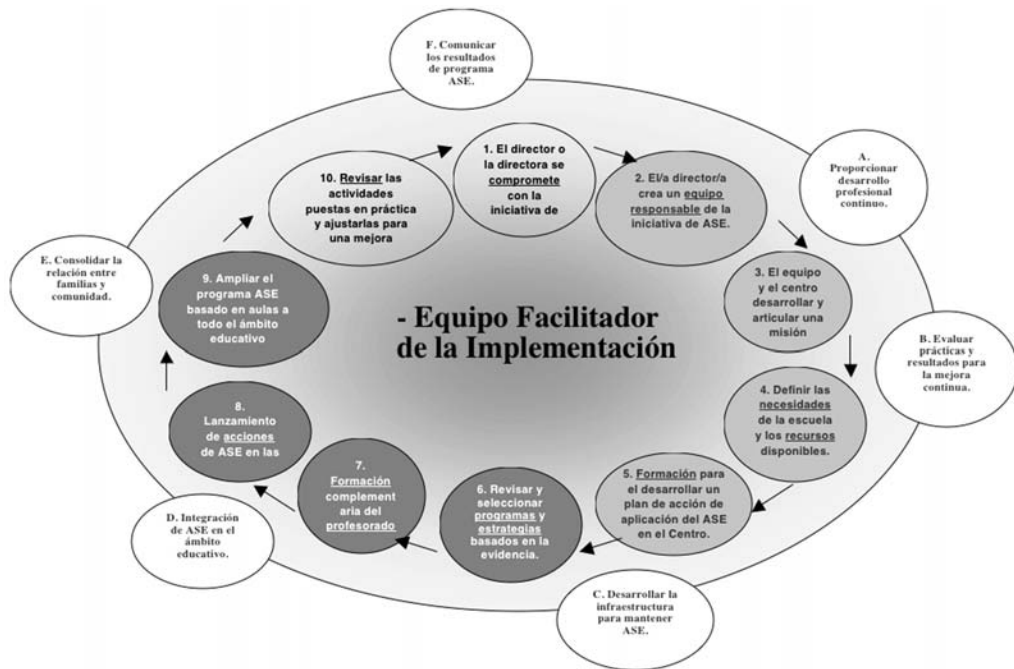 F. Comunicar
los resultados
de programa
ASE.
1. El director o
la directora se
compromete
con la
iniciativa de
2. El/a director/a
crea un equipo
responsable de la
iniciativa de ASE.
A.
Proporcionar
desarrollo
profesional
continuo.
10. Revisar las
actividades
puestas en práctica
y ajustarlas para
una mejora
E. Consolidar la
relación entre
familias y
comunidad.
9. Ampliar el
programa ASE
basado en aulas a
todo el ámbito
educativo
3. El equipo
y el centro
desarrollar y
articular una
misión
- Equipo Facilitador
de la Implementación
B. Evaluar
prácticas y
resultados para
la mejora
continua.
8.
Lanzamiento
de acciones
de ASE en las
4. Definir las
necesidades
de la escuela
y los recursos
disponibles.
7.
Formación
complement
aria del
profesorado
6. Revisar y
seleccionar
programas y
estrategias
basados en la
evidencia.
5. Formación para
el desarrollar un
plan de acción de
aplicación del ASE
en el Centro.
D. Integración
de ASE en el
ámbito
educativo.
C. Desarrollar la
infraestructura
para mantener
ASE.